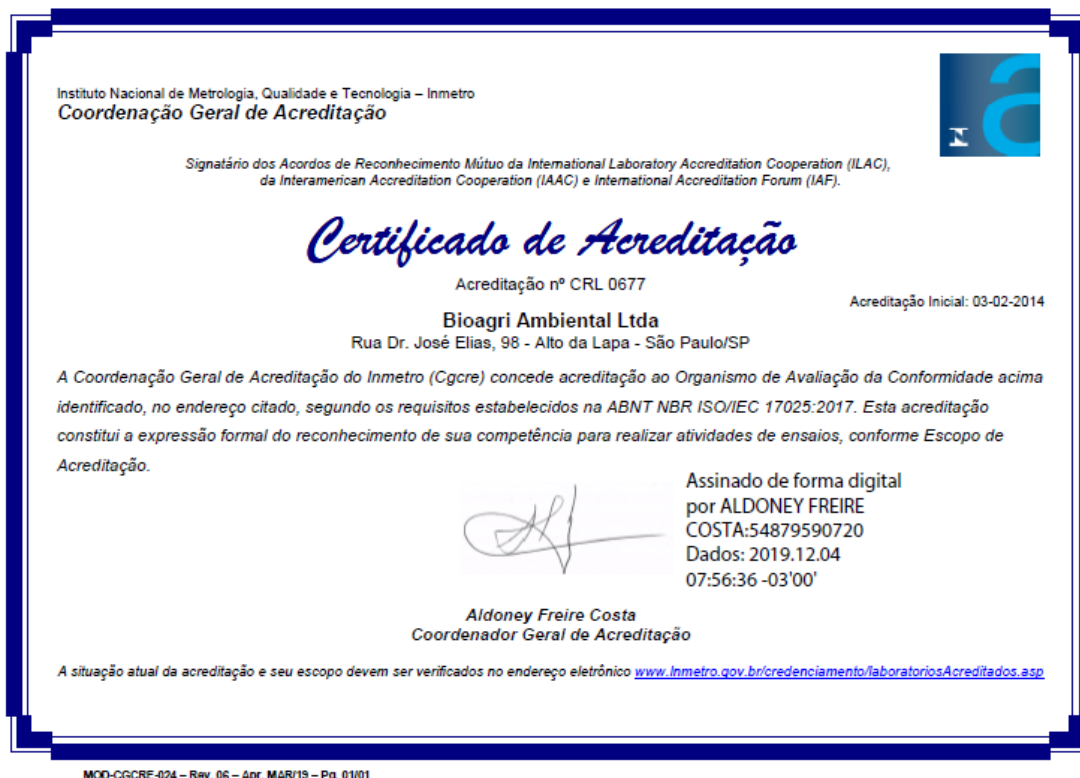 Instituto Nacional de Metrologia, Qualidade e Tecnologia – Inmetro
Coordenação Geral de Acreditação
Signatário dos Acordos de Reconhecimento Mútuo da International Laboratory Accreditation Cooperation (ILAC),
da Interamerican Accreditation Cooperation (IAAC) e International Accreditation Forum (IAF).
Certificado de Acreditação
Acreditação nº CRL 0677
Acreditação Inicial: 03-02-2014
Bioagri Ambiental Ltda
Rua Dr. José Elias, 98 - Alto da Lapa - São Paulo/SP
A Coordenação Geral de Acreditação do Inmetro (Cgcre) concede acreditação ao Organismo de Avaliação da Conformidade acima
identificado, no endereço citado, segundo os requisitos estabelecidos na ABNT NBR ISO/IEC 17025:2017. Esta acreditação
constitui a expressão formal do reconhecimento de sua competência para realizar atividades de ensaios, conforme Escopo de
Acreditação.
Assinado de forma digital
por ALDONEY FREIRE
COSTA:54879590720
Dados: 2019.12.04
07:56:36 -03'00'
Aldoney Freire Costa
Coordenador Geral de Acreditação
A situação atual da acreditação e seu escopo devem ser verificados no endereço eletrônico www.Inmetro.gov.br/credenciamento/laboratoriosAcreditados.asp
MOD-CGCRE-024 – Rev. 06 – Apr. MAR/19 – Pg. 01/01